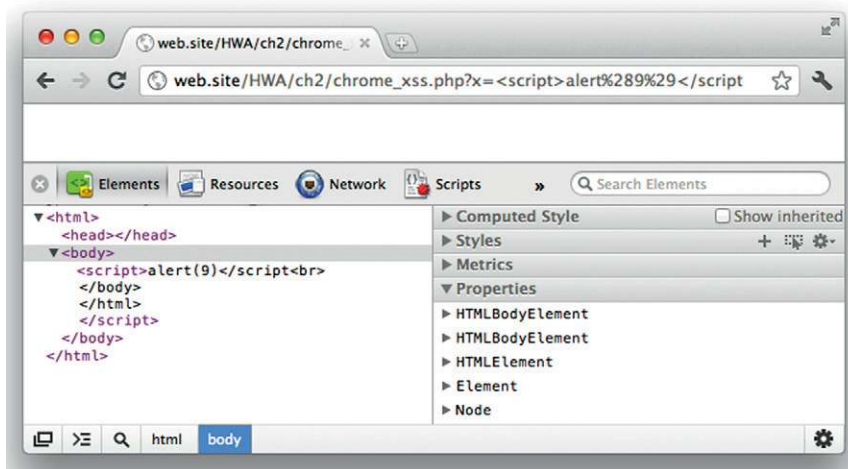 web.site/HWA/ch2/chrome_
web.site/HWA/ch2/chrome_xss.php?x=<script>alert%289%29</script
Elements Resources Network Scripts » Search Elements
▼<html>
<head></head>
▼<body>
<script>alert(9)</script<br>
</body>
</html>
</script>
</body>
</html>
▶ Computed Style Show inherited
▶ Styles
▶ Metrics
▼ Properties
▶ HTMLBodyElement
▶ HTMLBodyElement
▶ HTMLElement
▶ Element
▶ Node
html body